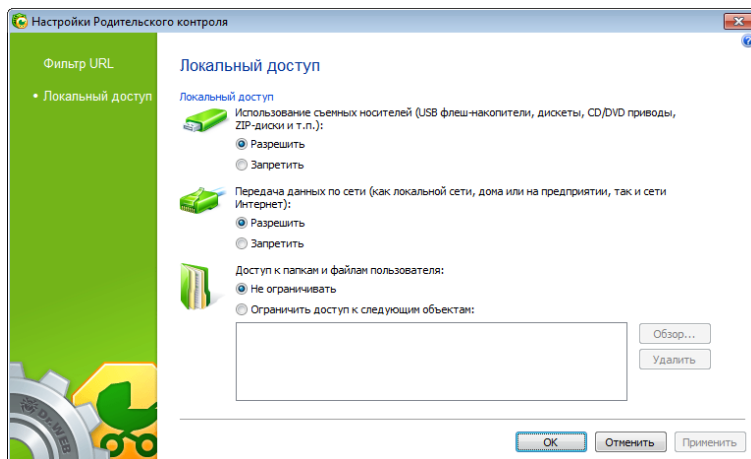 Настройки Родительского контроля
Фильтр URL
• Локальный доступ
Локальный доступ
Локальный доступ
Использование съемных носителей (USB флеш-накопители, дискеты, CD/DVD приводы,
ZIP-диски и т.п.):
Разрешить
Запретить
Передача данных по сети (как локальной сети, дома или на предприятии, так и сети
Интернет):
Разрешить
Запретить
Доступ к папкам и файлам пользователя:
Не ограничивать
Ограничить доступ к следующим объектам:
Обзор...
Удалить
Dr.WEB
OK
Отменить
Применить